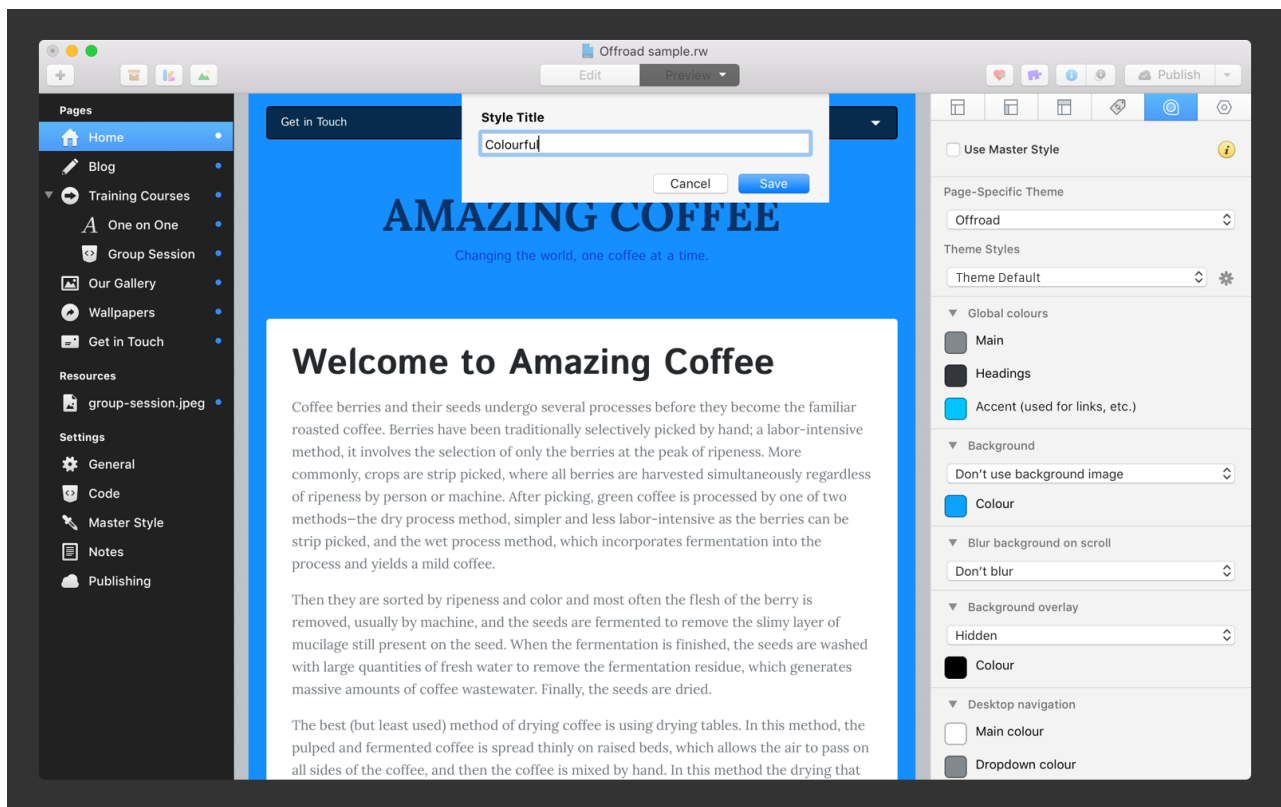 Offroad sample.rw
Edit
Preview
Publish
Pages
Home
Blog
Training Courses
One on One
Group Session
Our Gallery
Wallpapers
Get in Touch
Resources
group-session.jpeg
Settings
General
Code
Master Style
Notes
Publishing
Get in Touch
Style Title
Colourful
Cancel
Save
AMAZING COFFEE
Changing the world, one coffee at a time.
Welcome to Amazing Coffee
Coffee berries and their seeds undergo several processes before they become the familiar
roasted coffee. Berries have been traditionally selectively picked by hand; a labor-intensive
method, it involves the selection of only the berries at the peak of ripeness. More
commonly, crops are strip picked, where all berries are harvested simultaneously regardless
of ripeness by person or machine. After picking, green coffee is processed by one of two
methods—the dry process method, simpler and less labor-intensive as the berries can be
strip picked, and the wet process method, which incorporates fermentation into the
process and yields a mild coffee.
Then they are sorted by ripeness and color and most often the flesh of the berry is
removed, usually by machine, and the seeds are fermented to remove the slimy layer of
mucilage still present on the seed. When the fermentation is finished, the seeds are washed
with large quantities of fresh water to remove the fermentation residue, which generates
massive amounts of coffee wastewater. Finally, the seeds are dried.
The best (but least used) method of drying coffee is using drying tables. In this method, the
pulped and fermented coffee is spread thinly on raised beds, which allows the air to pass on
all sides of the coffee, and then the coffee is mixed by hand. In this method the drying that
Use Master Style
Page-Specific Theme
Offroad
Theme Styles
Theme Default
Global colours
Main
Headings
Accent (used for links, etc.)
Background
Don't use background image
Colour
Blur background on scroll
Don't blur
Background overlay
Hidden
Colour
Desktop navigation
Main colour
Dropdown colour